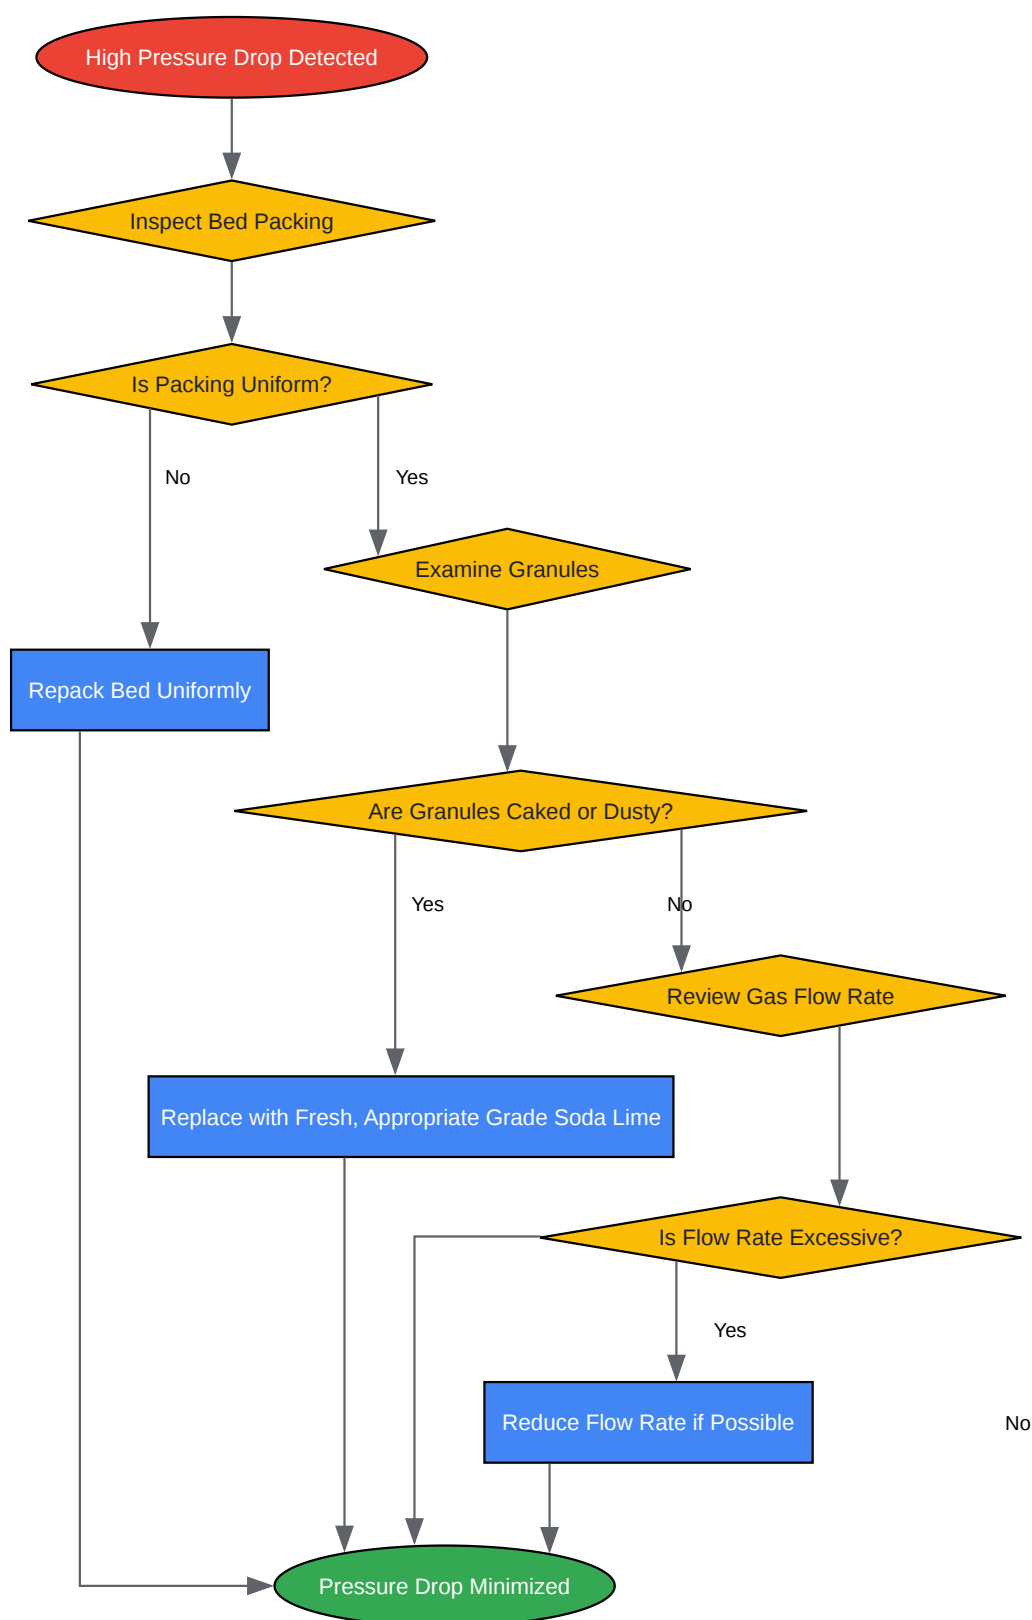 High Pressure Drop Detected
Inspect Bed Packing
Is Packing Uniform?
No
Yes
Examine Granules
Repack Bed Uniformly
Are Granules Caked or Dusty?
Yes
No
Review Gas Flow Rate
Replace with Fresh, Appropriate Grade Soda Lime
Is Flow Rate Excessive?
Yes
Reduce Flow Rate if Possible
No
Pressure Drop Minimized